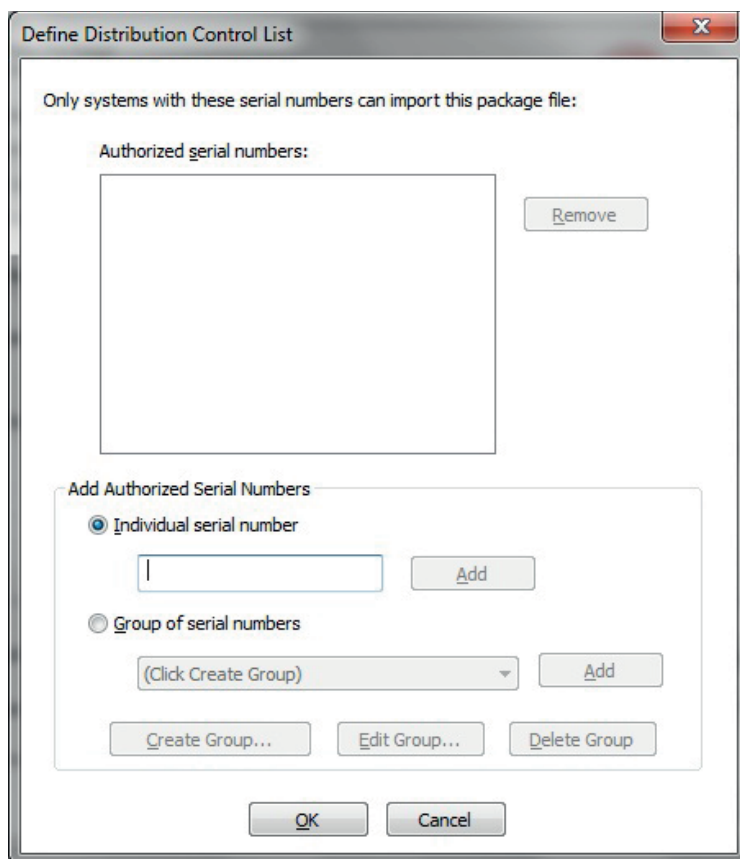 Define Distribution Control List
Only systems with these serial numbers can import this package file:
Authorized serial numbers:
Remove
Add Authorized Serial Numbers
Individual serial number
Add
Group of serial numbers
(Click Create Group)
Add
Create Group...
Edit Group...
Delete Group
OK
Cancel